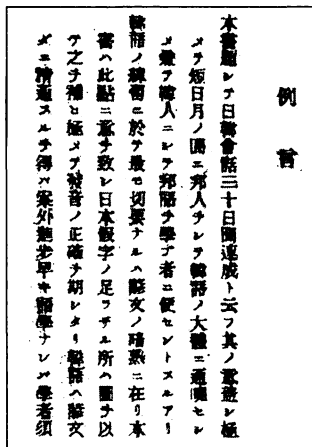 例言
本書題シテ日韓會話三十日間速成ト云フ其ノ意蓋シ極
メテ短日月ノ間ニ邦人ヲシテ韓語ノ大體ニ通曉セシ
メ兼テ韓人ニシテ邦語ヲ學ブ者ニ便セントスルアリ
韓語ノ練習ニ於テ最モ切要ナルハ諺文ノ暗熟ニ在リ本
書ハ此點ニ意ヲ致シ日本假字ノ足ラザル所ハ圈ヲ以
テ之ヲ補ヒ極メテ發音ノ正確ヲ期シタリ韓語ハ諺文
ダニ精通スルヲ得バ案外進步早キ語學ナレバ學者須